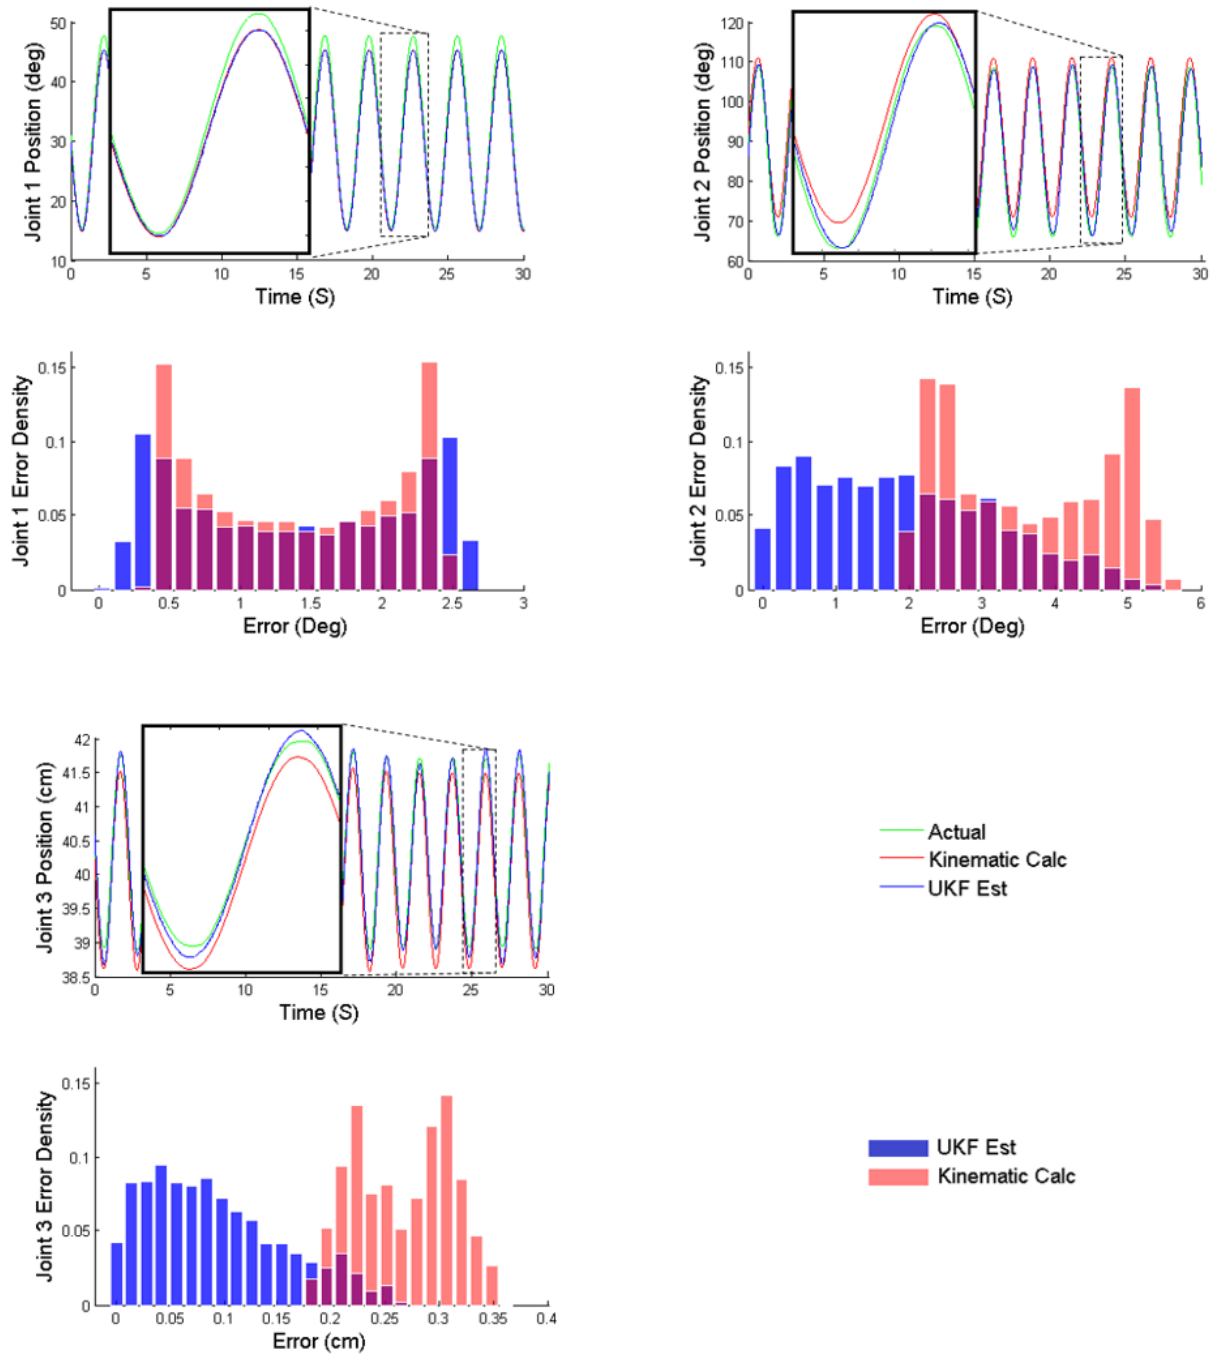 Joint 1 Position (deg)
50
40
30
20
10
0 5 10 15 20 25 30
Time (S)
Joint 2 Position (deg)
120
110
100
90
80
70
60
0 5 10 15 20 25 30
Time (S)
Joint 1 Error Density
0.15
0.1
0.05
0
0 0.5 1 1.5 2 2.5 3
Error (Deg)
Joint 2 Error Density
0.15
0.1
0.05
0
0 1 2 3 4 5 6
Error (Deg)
Joint 3 Position (cm)
42
41.5
41
40.5
40
39.5
39
38.5
0 5 10 15 20 25 30
Time (S)
Actual
Kinematic Calc
UKF Est
Joint 3 Error Density
0.15
0.1
0.05
0
0 0.05 0.1 0.15 0.2 0.25 0.3 0.35 0.4
Error (cm)
UKF Est
Kinematic Calc